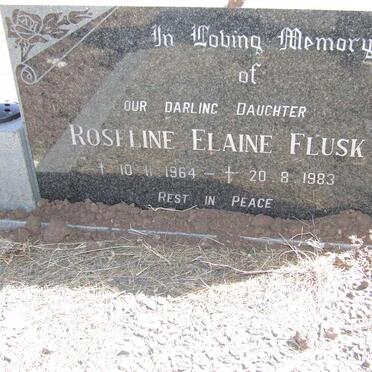 In Loving Memory
of
OUR DARLING DAUGHTER
ROSELINE ELAINE FLUSK
† 10·11·1964 – † 20·8·1983
REST IN PEACE